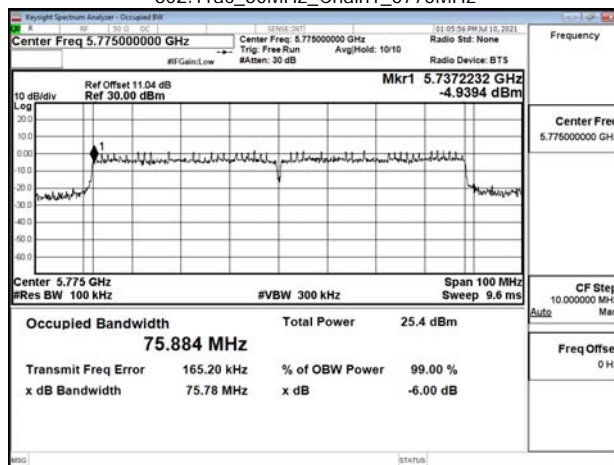 Keysight Spectrum Analyzer - Occupied BW
R RF 50 Ω DC SENSE:INT 01:05:56 PM Jul 10, 2021
Center Freq 5.775000000 GHz
Center Freq: 5.775000000 GHz
Radio Std: None
Frequency
Trig: Free Run Avg|Hold: 10/10
#IFGain:Low #Atten: 30 dB Radio Device: BTS
Ref Offset 11.04 dB
Mkr1 5.7372232 GHz
10 dB/div Ref 30.00 dBm -4.9394 dBm
Log
20.0
10.0
0.00
-10.0
-20.0
-30.0
-40.0
-50.0
-60.0
1
Center Freq
5.775000000 GHz
Center 5.775 GHz Span 100 MHz
#Res BW 100 kHz #VBW 300 kHz Sweep 9.6 ms
CF Step
10.000000 MHz
Auto Man
Occupied Bandwidth Total Power 25.4 dBm
75.884 MHz
Transmit Freq Error 165.20 kHz % of OBW Power 99.00 %
x dB Bandwidth 75.78 MHz x dB -6.00 dB
Freq Offset
0 Hz
MSG STATUS